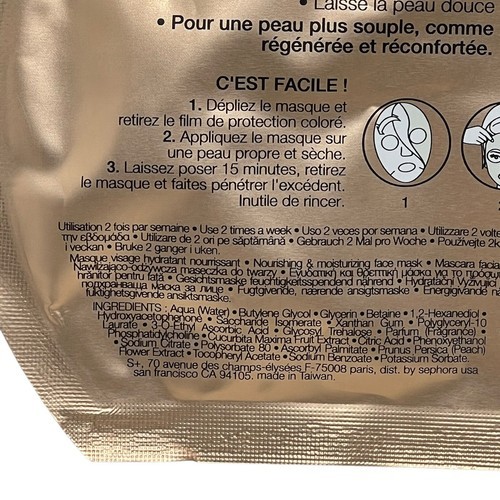 • Laisse la peau douce
• Pour une peau plus souple, comme
régénérée et réconfortée.
C'EST FACILE !
1. Dépliez le masque et
retirez le film de protection coloré.
2. Appliquez le masque sur
une peau propre et sèche.
3. Laissez poser 15 minutes, retirez
le masque et faites pénétrer l'excédent.
Inutile de rincer.
1
Utilisation 2 fois par semaine • Use 2 times a week • Uso 2 veces por semana • Utilizzare 2 volte
την εβδομάδα • Utilizare de 2 ori pe săptămână • Gebrauch 2 Mal pro Woche • Používejte 2k
i veckan • Bruke 2 ganger i uken.
Masque visage hydratant nourrissant • Nourishing & moisturizing face mask • Mascara facia
Nawilżająco-odżywcza maseczka do twarzy • Ενυδατική και θρεπτική μάσκα για το πρόσωπ
hrănitor pentru față • Gesichtsmaske feuchtigkeitsspendend nährend • Hydratační Vyživující
подхранваща маска за лице • Fugtgivende, nærende ansigtsmaske • Energigivande n
fuktighetsgivende ansiktsmaske.
INGREDIENTS : Aqua (Water) • Butylene Glycol • Glycerin • Betaine • 1,2-Hexanediol •
Hydroxyacetophenone • Saccharide Isomerate • Xanthan Gum • Polyglyceryl-10
Laurate • 3-O-Ethyl Ascorbic Acid • Glycosyl Trehalose • Parfum (Fragrance)
Phosphatidylcholine • Cucurbita Maxima Fruit Extract • Citric Acid • Phenoxyethanol
• Sodium Citrate • Polysorbate 80 • Ascorbyl Palmitate • Prunus Persica (Peach)
Flower Extract • Tocopheryl Acetate • Sodium Benzoate • Potassium Sorbate.
S+, 70 avenue des champs-élysées F-75008 paris, dist. by sephora usa
san francisco CA 94105. made in Taiwan.